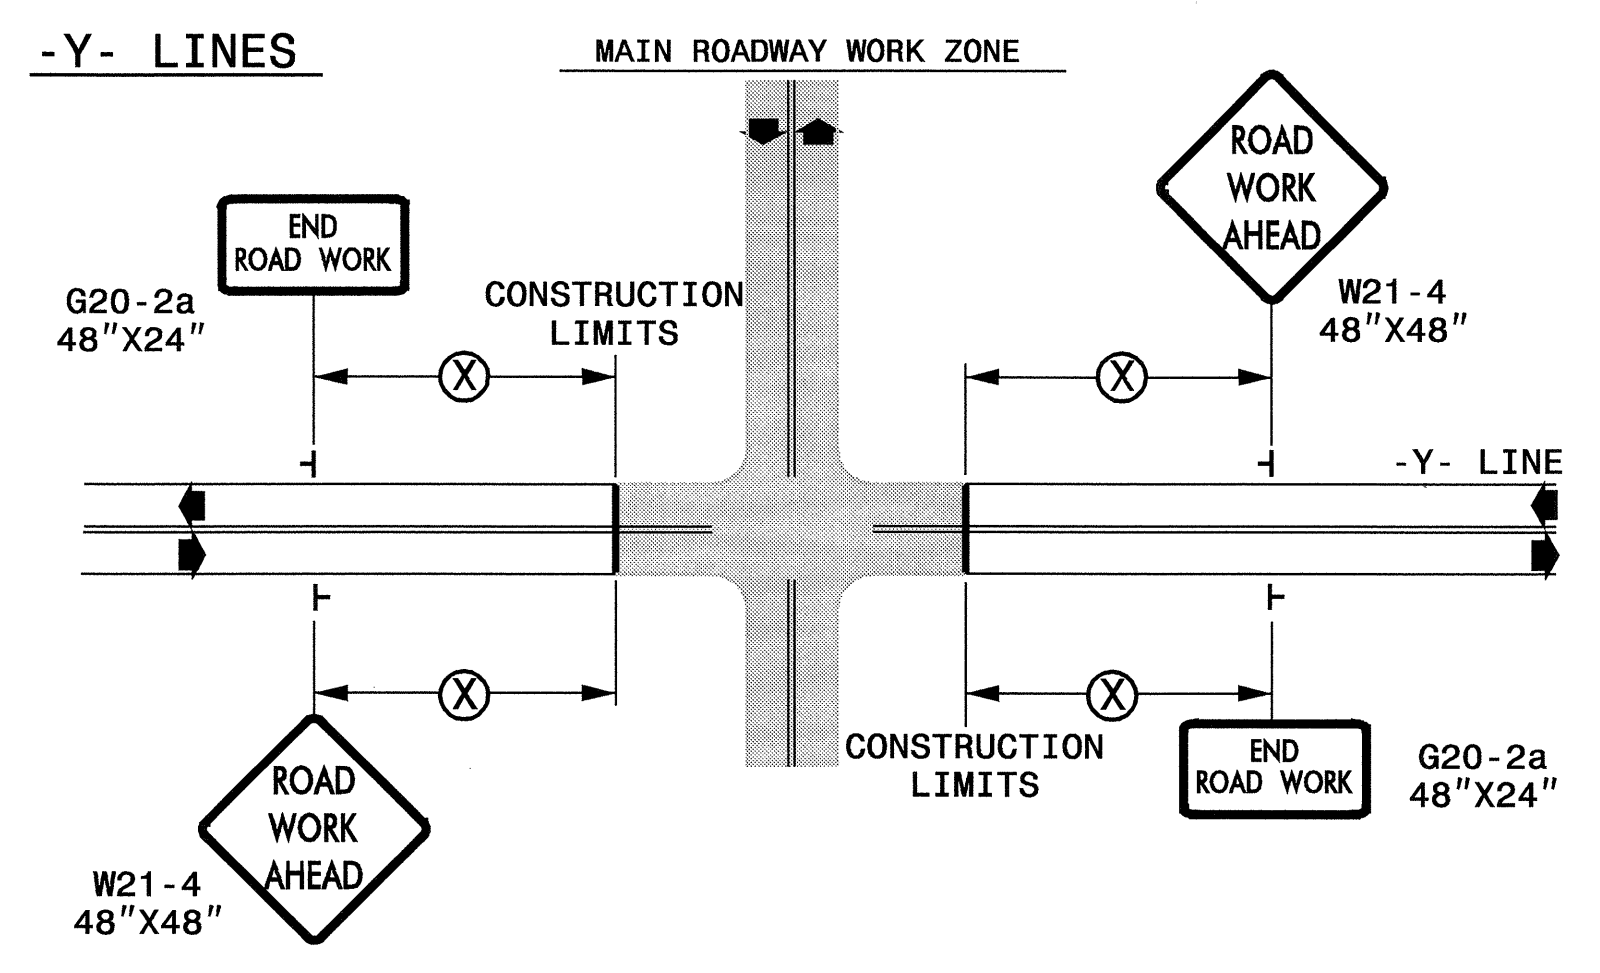 -Y- LINES
MAIN ROADWAY WORK ZONE
ROAD
WORK
AHEAD
END
ROAD WORK
G20-2a
48"X24"
CONSTRUCTION
LIMITS
W21-4
48"X48"
X
X
-Y- LINE
X
X
CONSTRUCTION
LIMITS
END
ROAD WORK
G20-2a
48"X24"
ROAD
WORK
AHEAD
W21-4
48"X48"